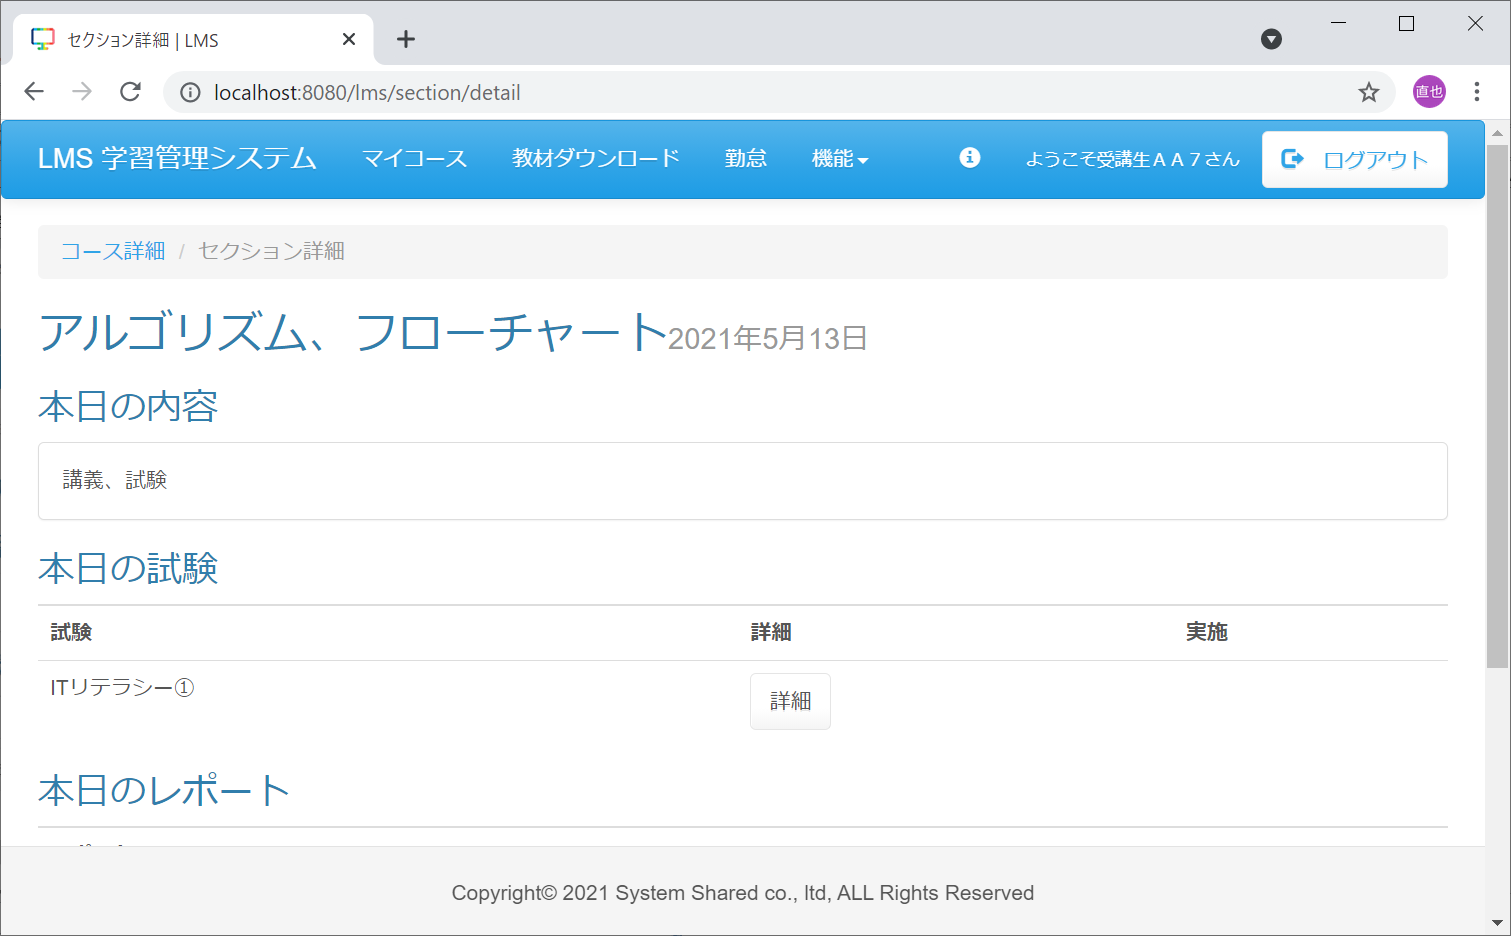 セクション詳細 | LMS
localhost:8080/lms/section/detail
直也
LMS 学習管理システム マイコース 教材ダウンロード 勤怠 機能 ようこそ受講生ＡＡ７さん ログアウト
コース詳細 / セクション詳細
アルゴリズム、フローチャート2021年5月13日
本日の内容
講義、試験
本日の試験
試験 詳細 実施
ITリテラシー① 詳細
本日のレポート
Copyright© 2021 System Shared co., ltd, ALL Rights Reserved